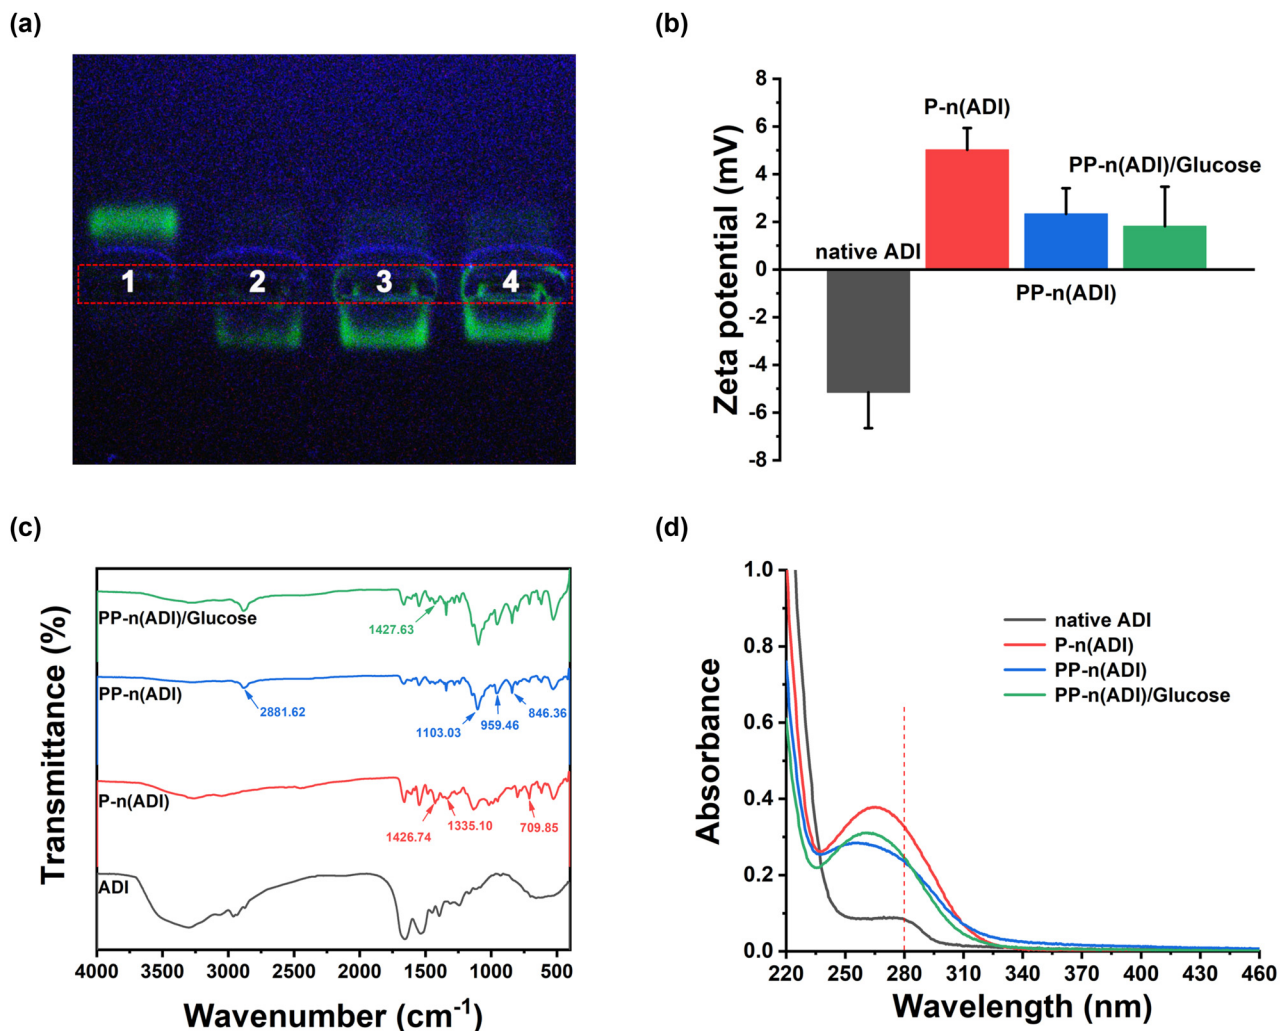 (a)
1 2 3 4
(b)
Zeta potential (mV)
8
6
4
2
0
-2
-4
-6
-8
P-n(ADI)
PP-n(ADI)/Glucose
native ADI
PP-n(ADI)
(c)
Transmittance (%)
PP-n(ADI)/Glucose
1427.63
PP-n(ADI)
2881.62
1103.03
959.46
846.36
P-n(ADI)
1426.74
1335.10
709.85
ADI
4000 3500 3000 2500 2000 1500 1000 500
Wavenumber (cm⁻¹)
(d)
Absorbance
1.0
0.8
0.6
0.4
0.2
0.0
native ADI
P-n(ADI)
PP-n(ADI)
PP-n(ADI)/Glucose
220 250 280 310 340 370 400 430 460
Wavelength (nm)